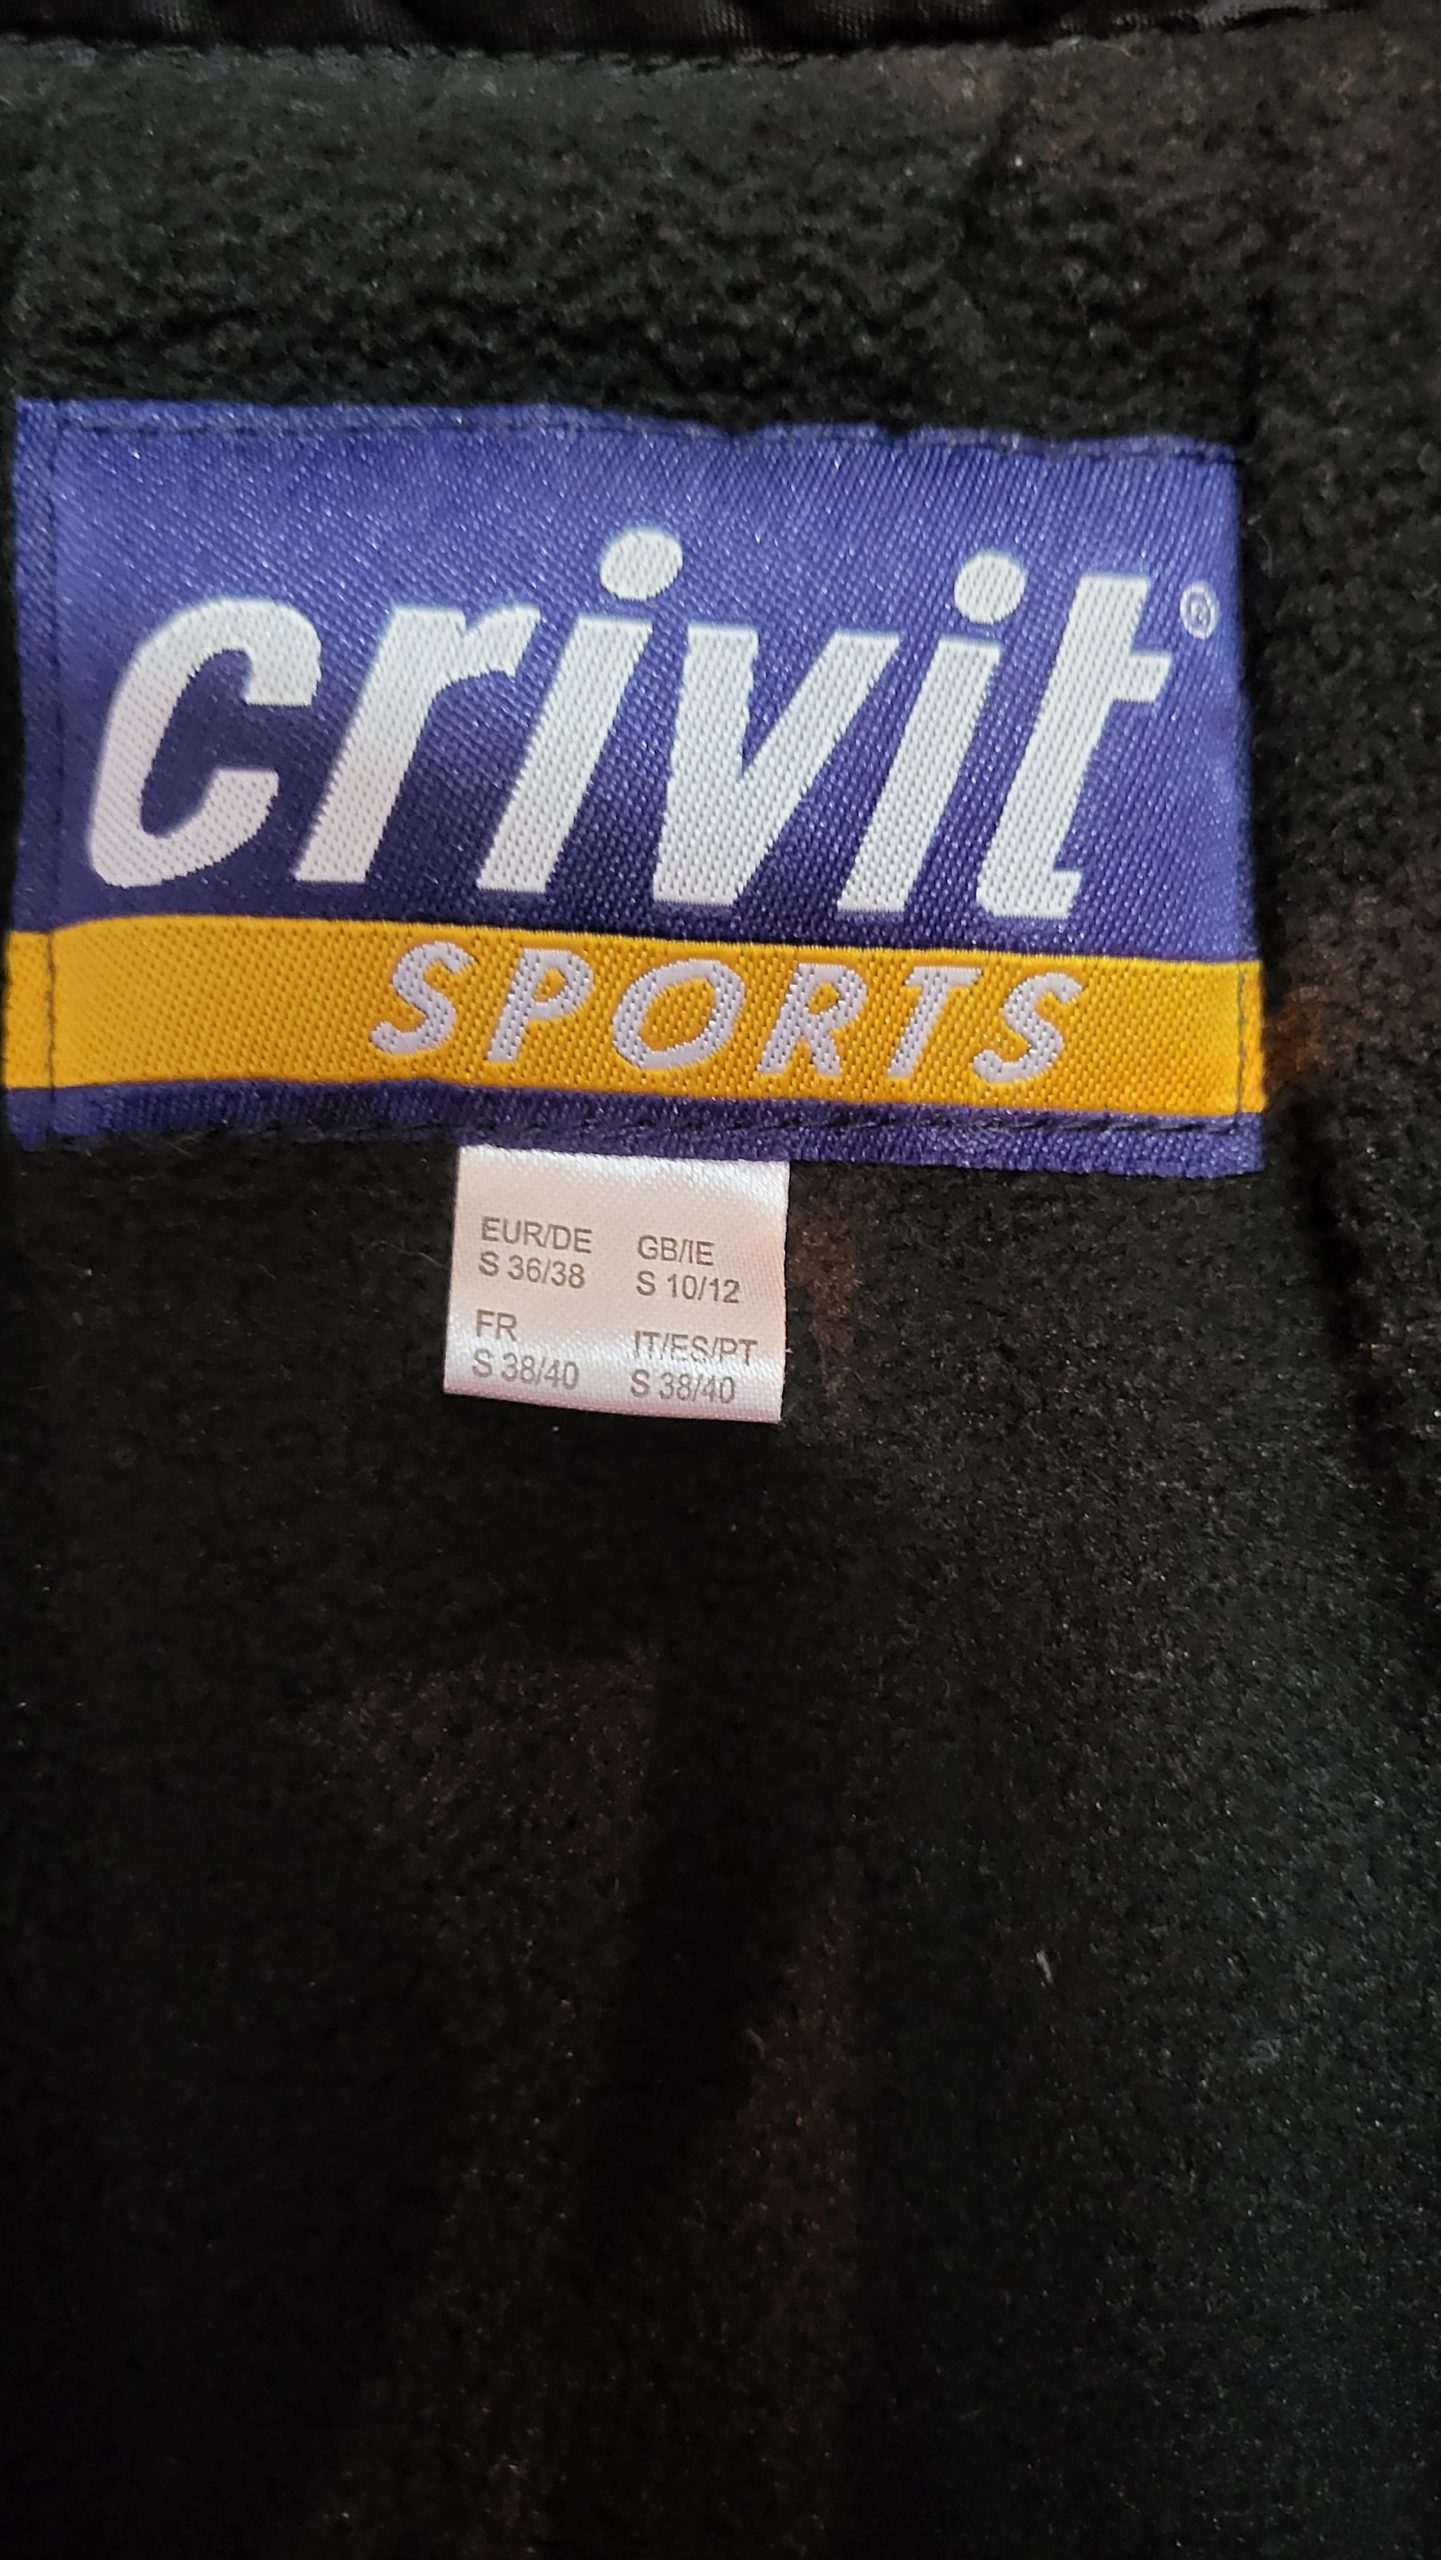 crivit®
SPORTS
EUR/DE GB/IE
S 36/38 S 10/12
FR IT/ES/PT
S 38/40 S 38/40